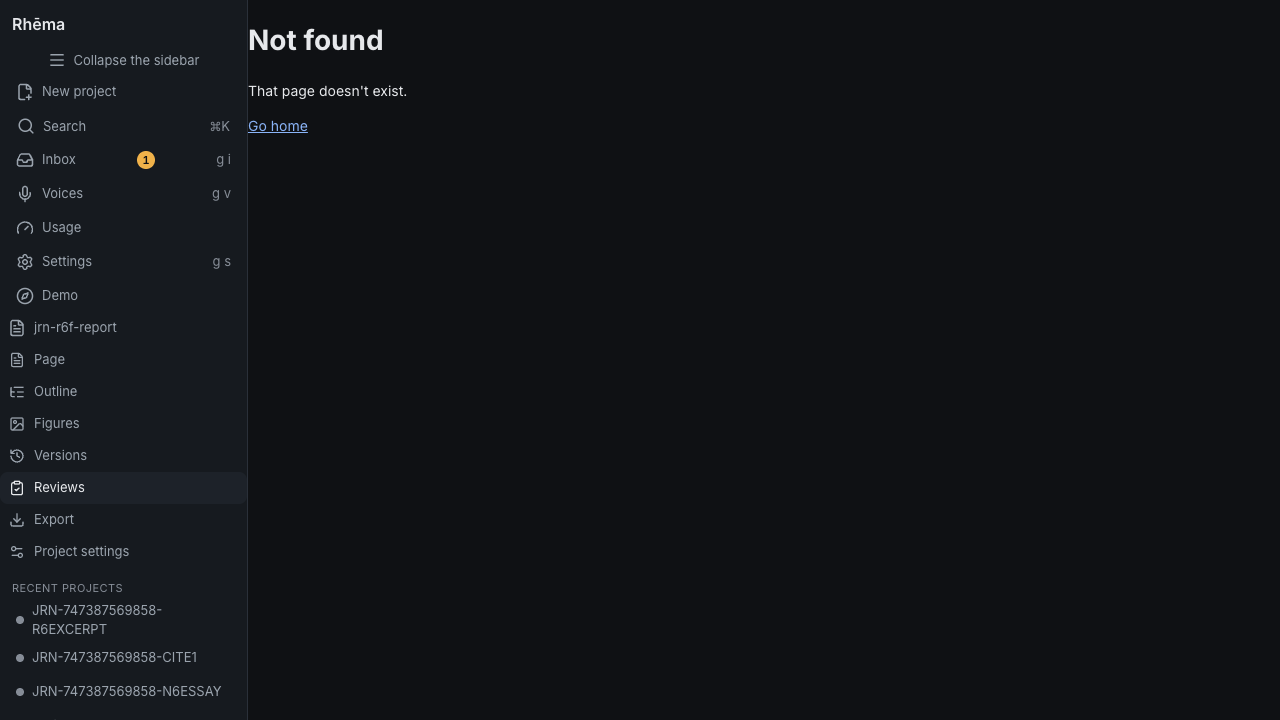 Rhēma
Collapse the sidebar
New project
Search ⌘K
Inbox 1 g i
Voices g v
Usage
Settings g s
Demo
jrn-r6f-report
Page
Outline
Figures
Versions
Reviews
Export
Project settings
RECENT PROJECTS
JRN-747387569858-
R6EXCERPT
JRN-747387569858-CITE1
JRN-747387569858-N6ESSAY
Not found
That page doesn't exist.
Go home